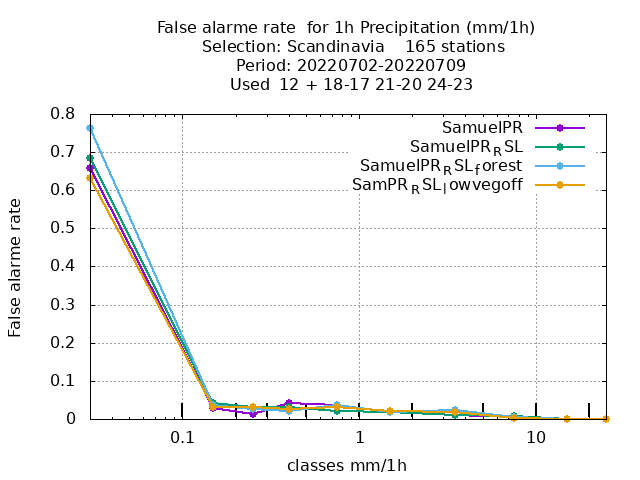 False alarme rate  for 1h Precipitation (mm/1h)
Selection: Scandinavia    165 stations
Period: 20220702-20220709
Used  12 + 18-17 21-20 24-23
SamuelPR
SamuelPR_RSL
SamuelPR_RSL_forest
SamPR_RSL_lowvegoff
False alarme rate
0.8
0.7
0.6
0.5
0.4
0.3
0.2
0.1
0
0.1
1
10
classes mm/1h